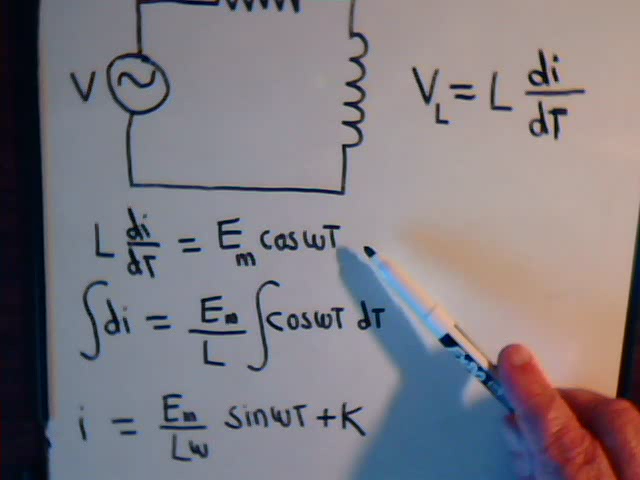 V
V_L = L di/dT
L di/dT = E_m cosωT
∫di = E_m/L ∫cosωT dT
i = E_m/Lω sinωT + K